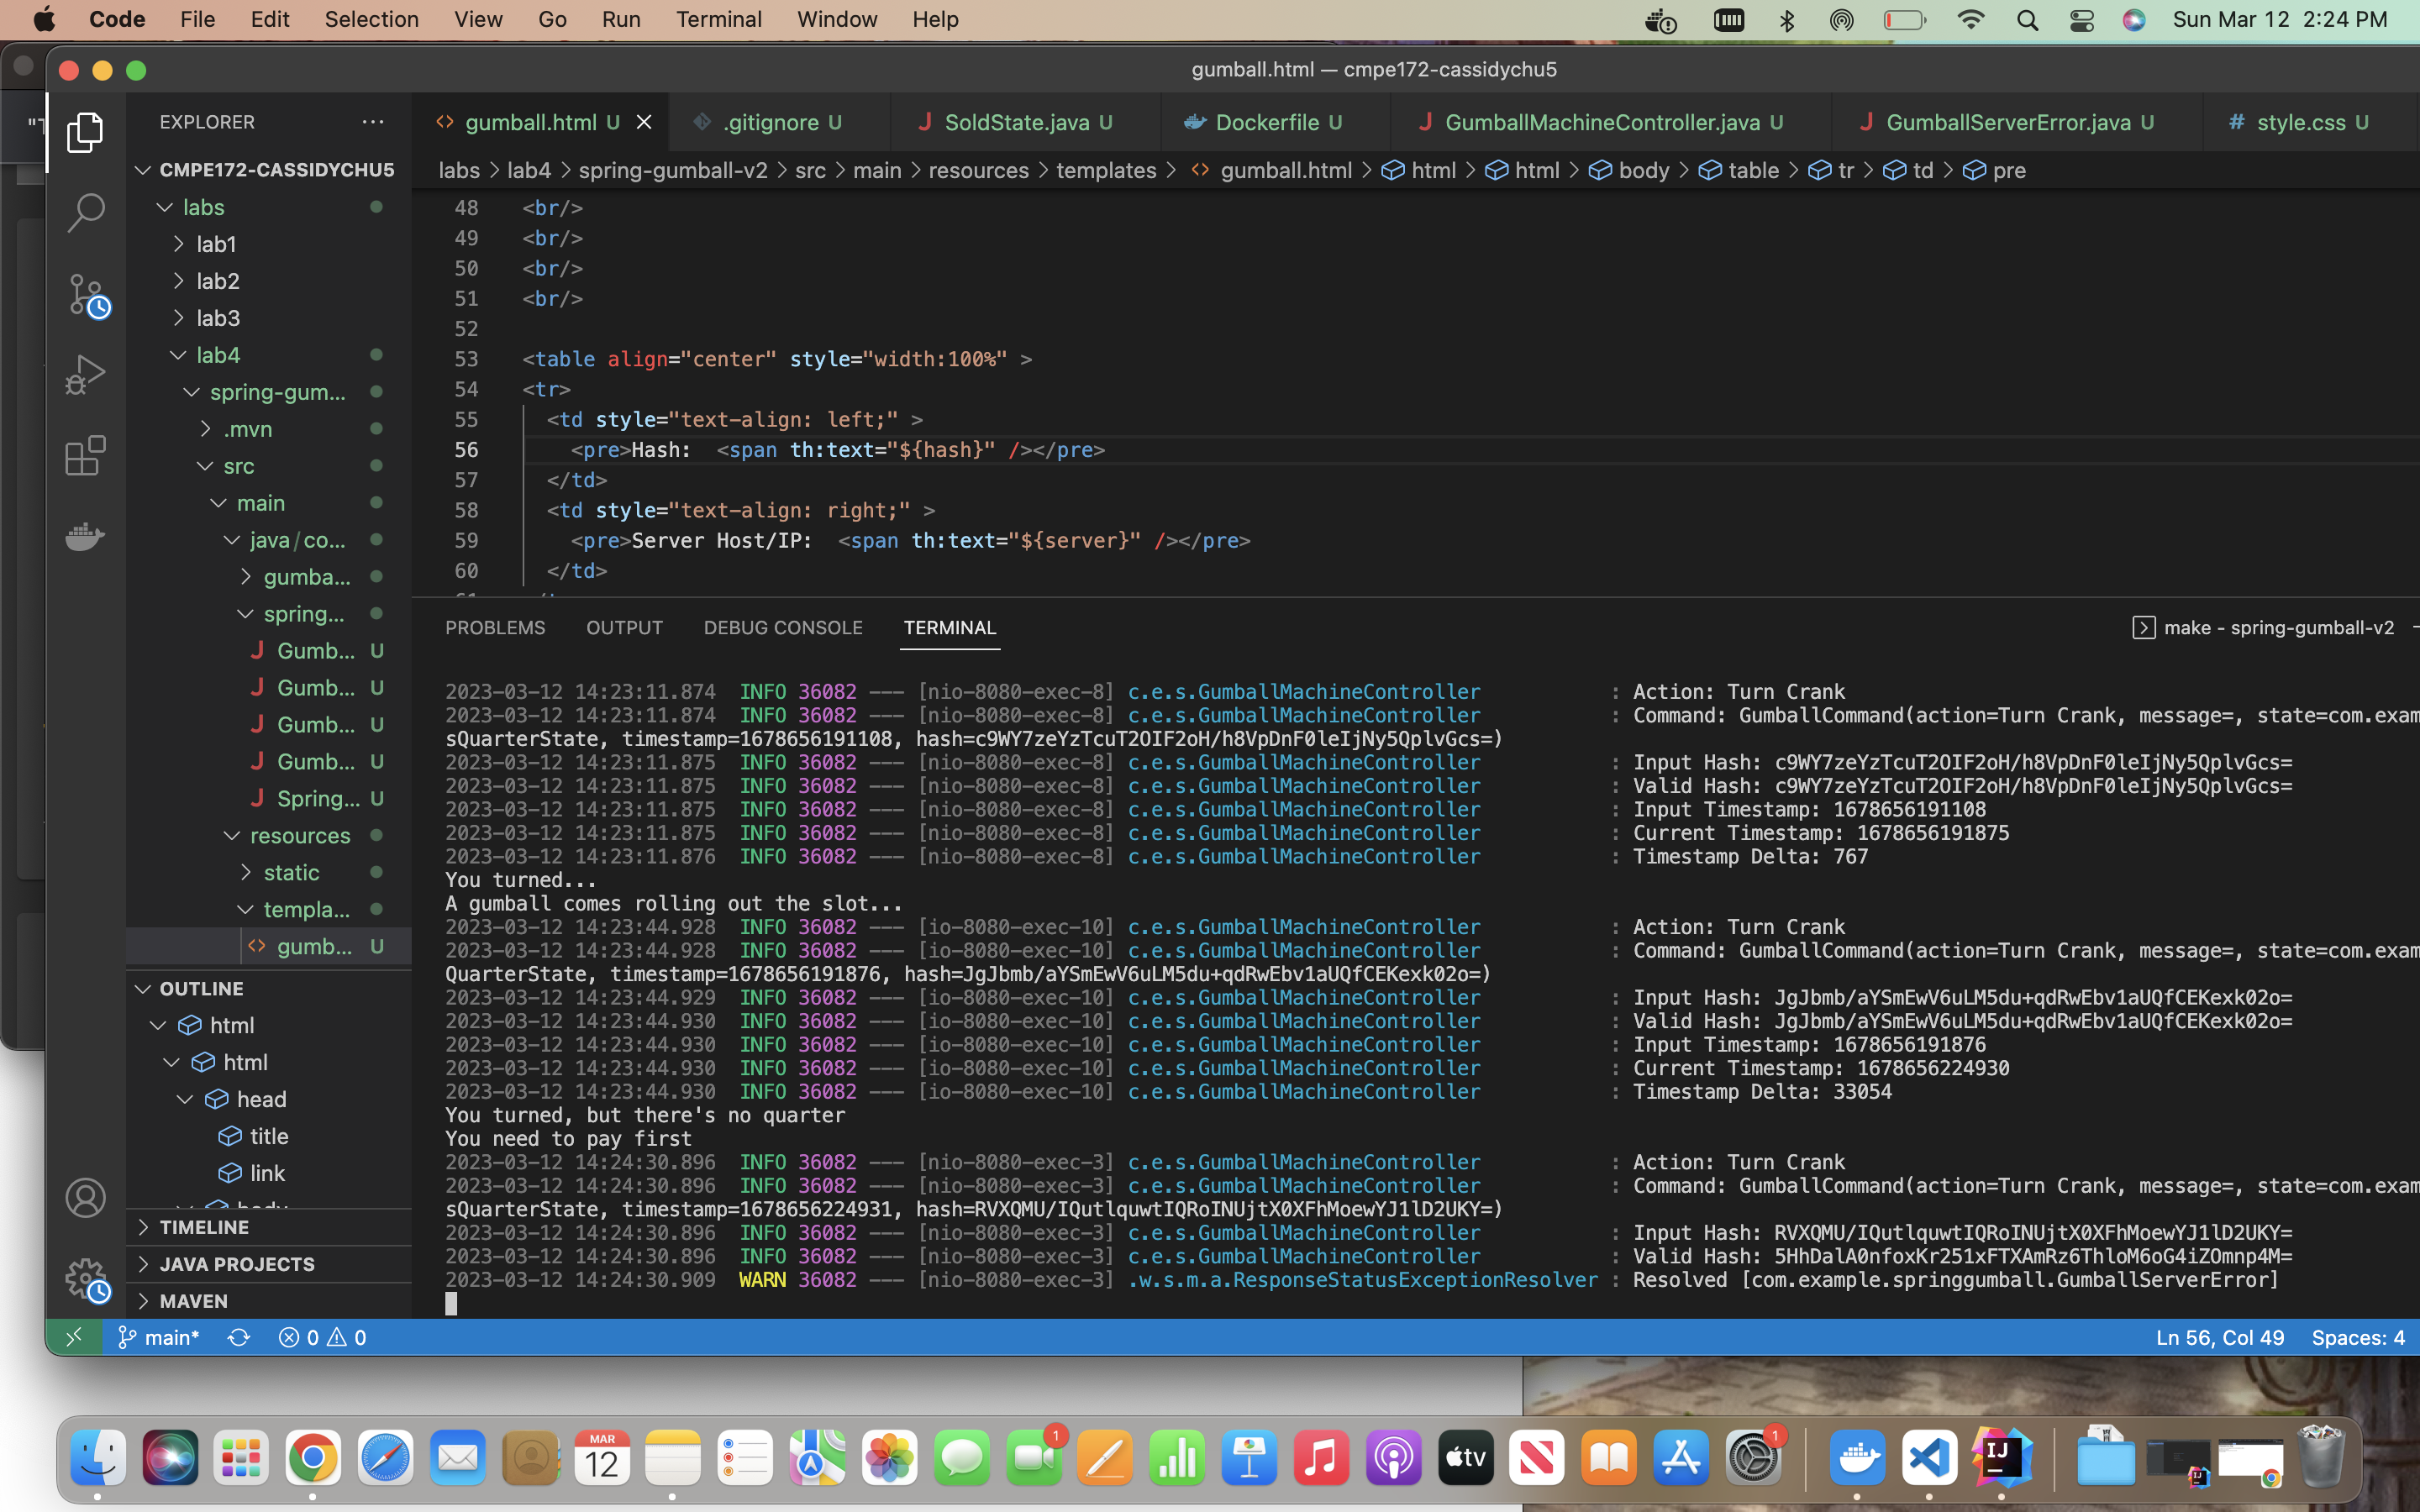 Code File Edit Selection View Go Run Terminal Window Help Sun Mar 12 2:24 PM
gumball.html — cmpe172-cassidychu5
EXPLORER ···
gumball.html U .gitignore U SoldState.java U Dockerfile U GumballMachineController.java U GumballServerError.java U # style.css U
labs > lab4 > spring-gumball-v2 > src > main > resources > templates > gumball.html > html > html > body > table > tr > td > pre
CMPE172-CASSIDYCHU5
labs
lab1
lab2
lab3
lab4
spring-gum...
.mvn
src
main
java/co...
gumba...
spring...
J Gumb... U
J Gumb... U
J Gumb... U
J Gumb... U
J Spring... U
resources
static
templa...
gumb... U
OUTLINE
html
html
head
title
link
body
TIMELINE
JAVA PROJECTS
MAVEN
48 <br/>
49 <br/>
50 <br/>
51 <br/>
52
53 <table align="center" style="width:100%" >
54 <tr>
55 <td style="text-align: left;" >
56 <pre>Hash:  <span th:text="${hash}" /></pre>
57 </td>
58 <td style="text-align: right;" >
59 <pre>Server Host/IP:  <span th:text="${server}" /></pre>
60 </td>
PROBLEMS OUTPUT DEBUG CONSOLE TERMINAL make - spring-gumball-v2
2023-03-12 14:23:11.874  INFO 36082 --- [nio-8080-exec-8] c.e.s.GumballMachineController : Action: Turn Crank
2023-03-12 14:23:11.874  INFO 36082 --- [nio-8080-exec-8] c.e.s.GumballMachineController : Command: GumballCommand(action=Turn Crank, message=, state=com.exam
sQuarterState, timestamp=1678656191108, hash=c9WY7zeYzTcuT2OIF2oH/h8VpDnF0leIjNy5QplvGcs=)
2023-03-12 14:23:11.875  INFO 36082 --- [nio-8080-exec-8] c.e.s.GumballMachineController : Input Hash: c9WY7zeYzTcuT2OIF2oH/h8VpDnF0leIjNy5QplvGcs=
2023-03-12 14:23:11.875  INFO 36082 --- [nio-8080-exec-8] c.e.s.GumballMachineController : Valid Hash: c9WY7zeYzTcuT2OIF2oH/h8VpDnF0leIjNy5QplvGcs=
2023-03-12 14:23:11.875  INFO 36082 --- [nio-8080-exec-8] c.e.s.GumballMachineController : Input Timestamp: 1678656191108
2023-03-12 14:23:11.875  INFO 36082 --- [nio-8080-exec-8] c.e.s.GumballMachineController : Current Timestamp: 1678656191875
2023-03-12 14:23:11.876  INFO 36082 --- [nio-8080-exec-8] c.e.s.GumballMachineController : Timestamp Delta: 767
You turned...
A gumball comes rolling out the slot...
2023-03-12 14:23:44.928  INFO 36082 --- [io-8080-exec-10] c.e.s.GumballMachineController : Action: Turn Crank
2023-03-12 14:23:44.928  INFO 36082 --- [io-8080-exec-10] c.e.s.GumballMachineController : Command: GumballCommand(action=Turn Crank, message=, state=com.exam
QuarterState, timestamp=1678656191876, hash=JgJbmb/aYSmEwV6uLM5du+qdRwEbv1aUQfCEKexk02o=)
2023-03-12 14:23:44.929  INFO 36082 --- [io-8080-exec-10] c.e.s.GumballMachineController : Input Hash: JgJbmb/aYSmEwV6uLM5du+qdRwEbv1aUQfCEKexk02o=
2023-03-12 14:23:44.930  INFO 36082 --- [io-8080-exec-10] c.e.s.GumballMachineController : Valid Hash: JgJbmb/aYSmEwV6uLM5du+qdRwEbv1aUQfCEKexk02o=
2023-03-12 14:23:44.930  INFO 36082 --- [io-8080-exec-10] c.e.s.GumballMachineController : Input Timestamp: 1678656191876
2023-03-12 14:23:44.930  INFO 36082 --- [io-8080-exec-10] c.e.s.GumballMachineController : Current Timestamp: 1678656224930
2023-03-12 14:23:44.930  INFO 36082 --- [io-8080-exec-10] c.e.s.GumballMachineController : Timestamp Delta: 33054
You turned, but there's no quarter
You need to pay first
2023-03-12 14:24:30.896  INFO 36082 --- [nio-8080-exec-3] c.e.s.GumballMachineController : Action: Turn Crank
2023-03-12 14:24:30.896  INFO 36082 --- [nio-8080-exec-3] c.e.s.GumballMachineController : Command: GumballCommand(action=Turn Crank, message=, state=com.exam
sQuarterState, timestamp=1678656224931, hash=RVXQMU/IQutlquwtIQRoINUjtX0XFhMoewYJ1lD2UKY=)
2023-03-12 14:24:30.896  INFO 36082 --- [nio-8080-exec-3] c.e.s.GumballMachineController : Input Hash: RVXQMU/IQutlquwtIQRoINUjtX0XFhMoewYJ1lD2UKY=
2023-03-12 14:24:30.896  INFO 36082 --- [nio-8080-exec-3] c.e.s.GumballMachineController : Valid Hash: 5HhDalA0nfoxKr251xFTXAmRz6ThloM6oG4iZOmnp4M=
2023-03-12 14:24:30.909  WARN 36082 --- [nio-8080-exec-3] .w.s.m.a.ResponseStatusExceptionResolver : Resolved [com.example.springgumball.GumballServerError]
main* 0 0 Ln 56, Col 49 Spaces: 4
MAR
12
1
tv
1
IJ